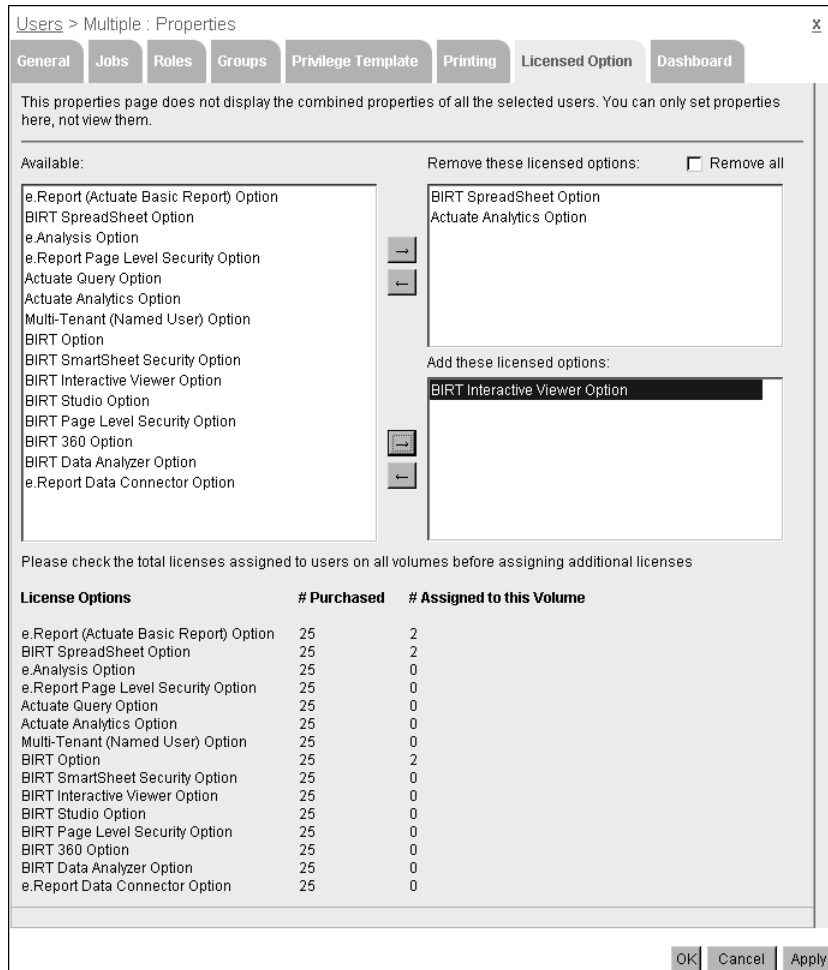 Users > Multiple : Properties
x
General Jobs Roles Groups Privilege Template Printing Licensed Option Dashboard
This properties page does not display the combined properties of all the selected users. You can only set properties
here, not view them.
Available:
Remove these licensed options: Remove all
e.Report (Actuate Basic Report) Option
BIRT SpreadSheet Option
e.Analysis Option
e.Report Page Level Security Option
Actuate Query Option
Actuate Analytics Option
Multi-Tenant (Named User) Option
BIRT Option
BIRT SmartSheet Security Option
BIRT Interactive Viewer Option
BIRT Studio Option
BIRT Page Level Security Option
BIRT 360 Option
BIRT Data Analyzer Option
e.Report Data Connector Option
→
←
BIRT SpreadSheet Option
Actuate Analytics Option
Add these licensed options:
→
←
BIRT Interactive Viewer Option
Please check the total licenses assigned to users on all volumes before assigning additional licenses
License Options # Purchased # Assigned to this Volume
e.Report (Actuate Basic Report) Option 25 2
BIRT SpreadSheet Option 25 2
e.Analysis Option 25 0
e.Report Page Level Security Option 25 0
Actuate Query Option 25 0
Actuate Analytics Option 25 0
Multi-Tenant (Named User) Option 25 0
BIRT Option 25 2
BIRT SmartSheet Security Option 25 0
BIRT Interactive Viewer Option 25 0
BIRT Studio Option 25 0
BIRT Page Level Security Option 25 0
BIRT 360 Option 25 0
BIRT Data Analyzer Option 25 0
e.Report Data Connector Option 25 0
OK Cancel Apply